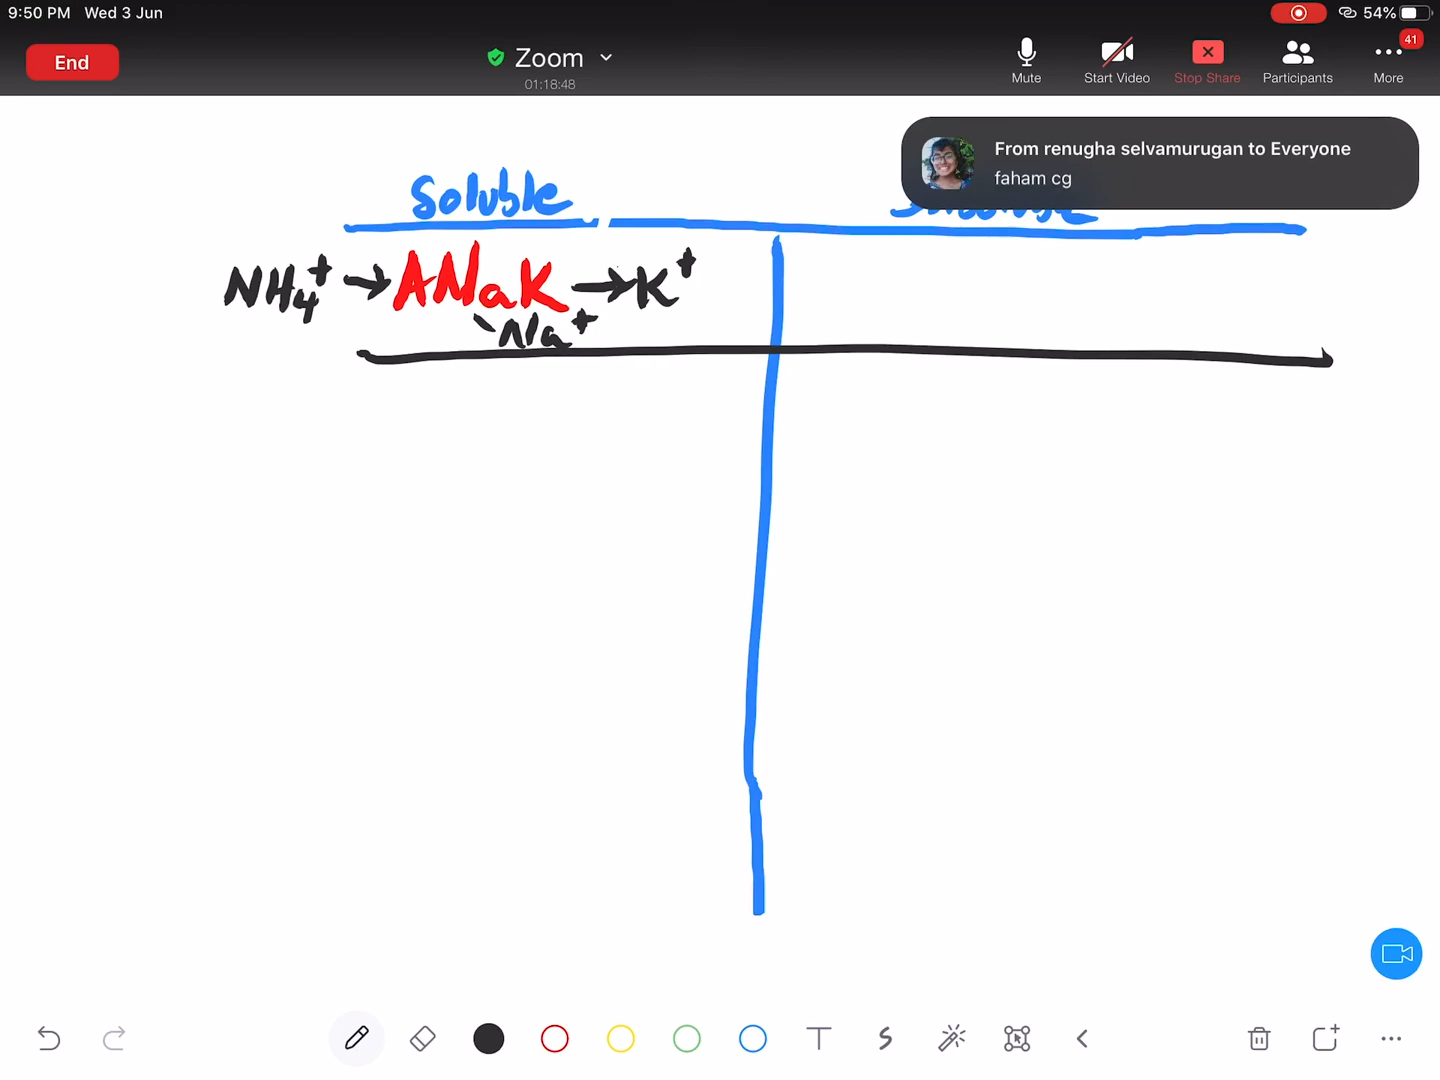 9:50 PM Wed 3 Jun
54%
End
Zoom
01:18:48
Mute
Start Video
Stop Share
Participants
More
41
From renugha selvamurugan to Everyone
faham cg
Soluble
NH₄⁺ → ANaK → K⁺
Na⁺
T
S